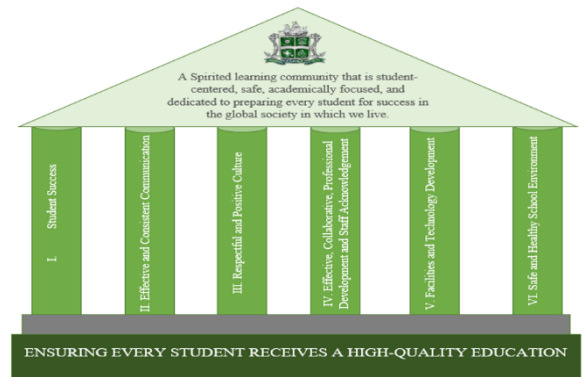 A Spirited learning community that is student-
centered, safe, academically focused, and
dedicated to preparing every student for success in
the global society in which we live.
I. Student Success
II. Effective and Consistent Communication
III. Respectful and Positive Culture
IV. Effective, Collaborative, Professional
Development and Staff Acknowledgement
V. Facilities and Technology Development
VI. Safe and Healthy School Environment
ENSURING EVERY STUDENT RECEIVES A HIGH-QUALITY EDUCATION